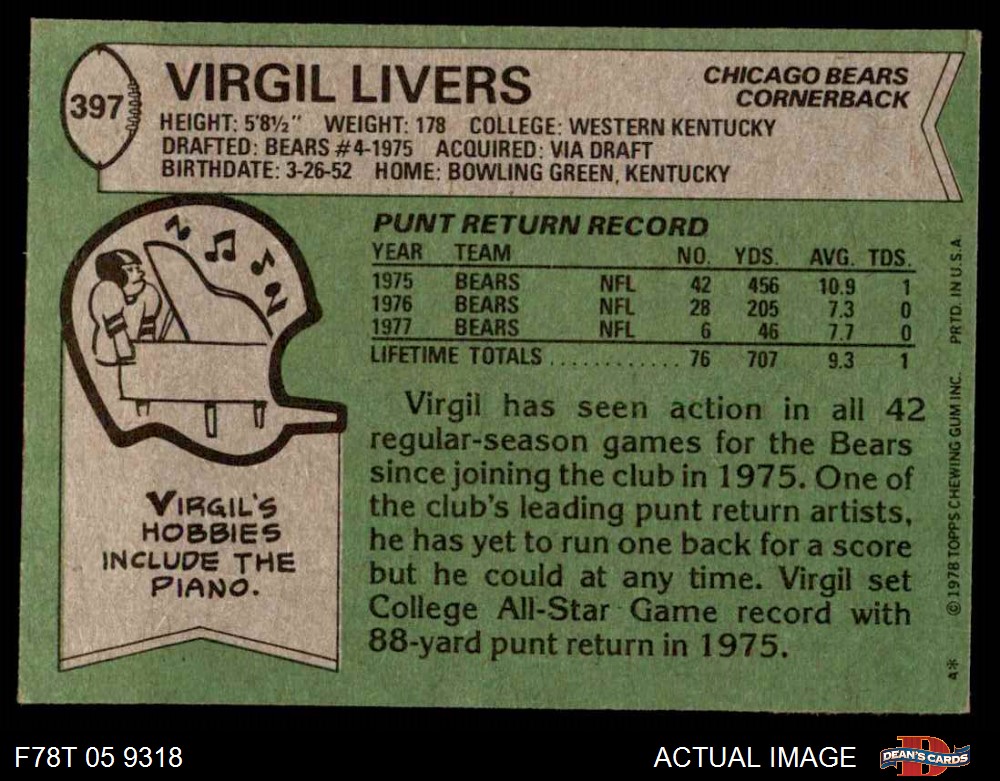 397
VIRGIL LIVERS
CHICAGO BEARS
CORNERBACK
HEIGHT: 5'8½" WEIGHT: 178 COLLEGE: WESTERN KENTUCKY
DRAFTED: BEARS #4-1975 ACQUIRED: VIA DRAFT
BIRTHDATE: 3-26-52 HOME: BOWLING GREEN, KENTUCKY
PUNT RETURN RECORD
YEAR TEAM NO. YDS. AVG. TDS.
1975 BEARS NFL 42 456 10.9 1
1976 BEARS NFL 28 205 7.3 0
1977 BEARS NFL 6 46 7.7 0
LIFETIME TOTALS ............ 76 707 9.3 1
Virgil has seen action in all 42
regular-season games for the Bears
since joining the club in 1975. One of
the club's leading punt return artists,
he has yet to run one back for a score
but he could at any time. Virgil set
College All-Star Game record with
88-yard punt return in 1975.
VIRGIL'S
HOBBIES
INCLUDE THE
PIANO.
4* © 1978 TOPPS CHEWING GUM INC. PRTD. IN U.S.A.
F78T 05 9318
ACTUAL IMAGE
DEAN'S CARDS